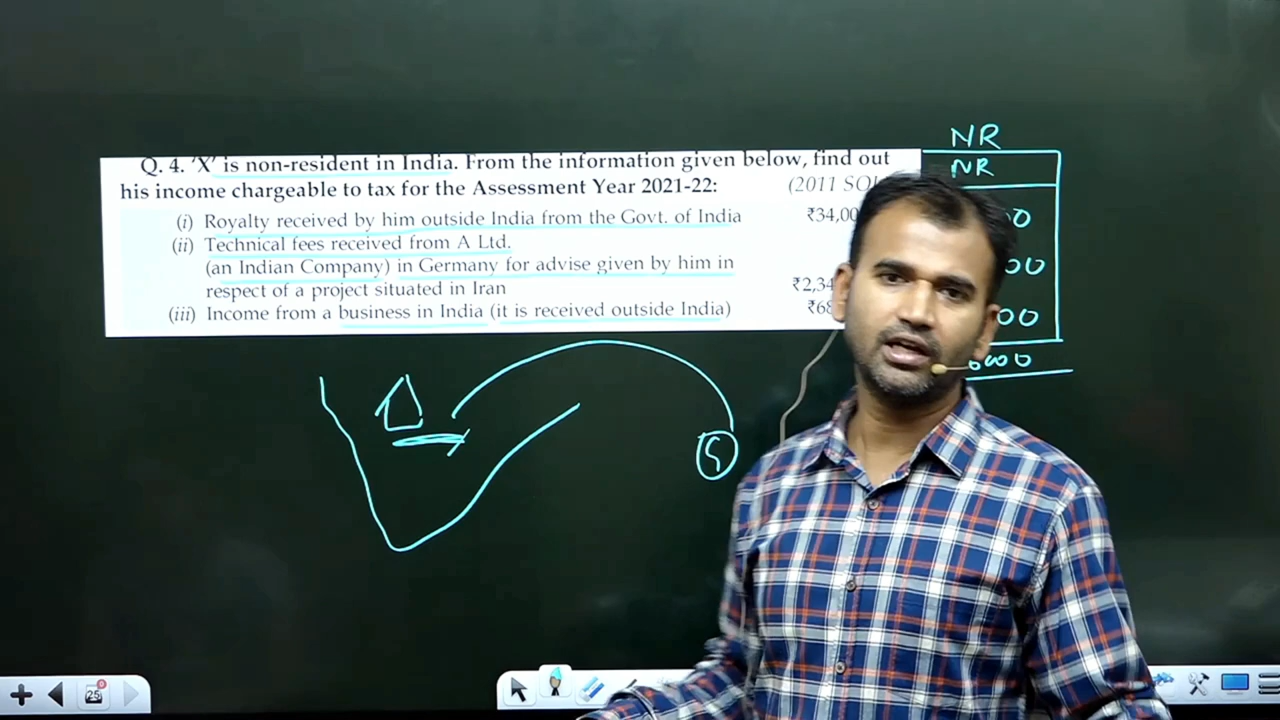 NR
Q. 4. 'X' is non-resident in India. From the information given below, find out
his income chargeable to tax for the Assessment Year 2021-22:
NR
(i) Royalty received by him outside India from the Govt. of India
(ii) Technical fees received from A Ltd.
(an Indian Company) in Germany for advise given by him in
respect of a project situated in Iran
(iii) Income from a business in India (it is received outside India)
25